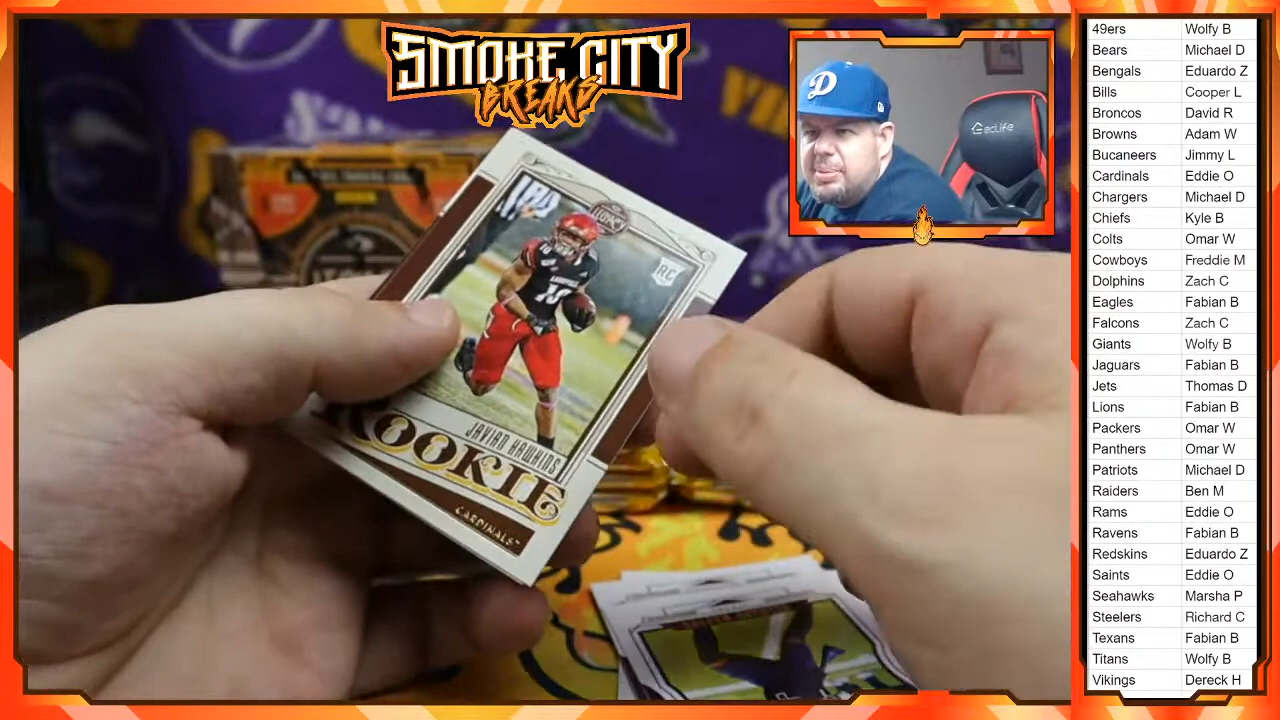 SMOKE CITY
BREAKS
D
GECLIFE
RC
10
JAVIAN HAWKINS
ROOKIE
CARDINALS
49ers Wolfy B
Bears Michael D
Bengals Eduardo Z
Bills Cooper L
Broncos David R
Browns Adam W
Bucaneers Jimmy L
Cardinals Eddie O
Chargers Michael D
Chiefs Kyle B
Colts Omar W
Cowboys Freddie M
Dolphins Zach C
Eagles Fabian B
Falcons Zach C
Giants Wolfy B
Jaguars Fabian B
Jets Thomas D
Lions Fabian B
Packers Omar W
Panthers Omar W
Patriots Michael D
Raiders Ben M
Rams Eddie O
Ravens Fabian B
Redskins Eduardo Z
Saints Eddie O
Seahawks Marsha P
Steelers Richard C
Texans Fabian B
Titans Wolfy B
Vikings Dereck H